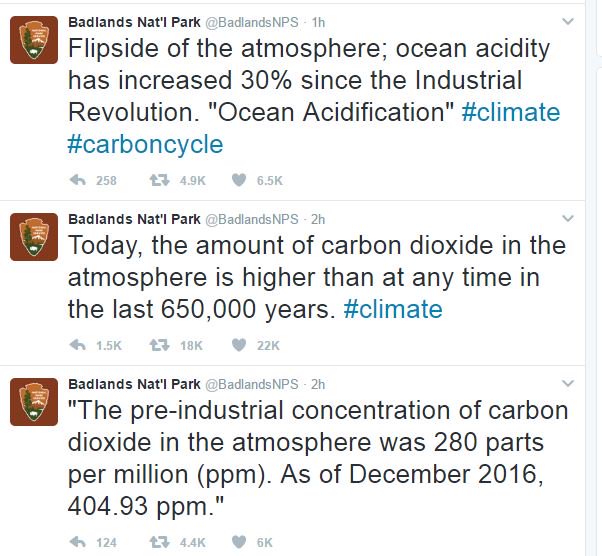 Badlands Nat'l Park @BadlandsNPS · 1h
Flipside of the atmosphere; ocean acidity
has increased 30% since the Industrial
Revolution. "Ocean Acidification" #climate
#carboncycle
258 4.9K 6.5K
Badlands Nat'l Park @BadlandsNPS · 2h
Today, the amount of carbon dioxide in the
atmosphere is higher than at any time in
the last 650,000 years. #climate
1.5K 18K 22K
Badlands Nat'l Park @BadlandsNPS · 2h
"The pre-industrial concentration of carbon
dioxide in the atmosphere was 280 parts
per million (ppm). As of December 2016,
404.93 ppm."
124 4.4K 6K